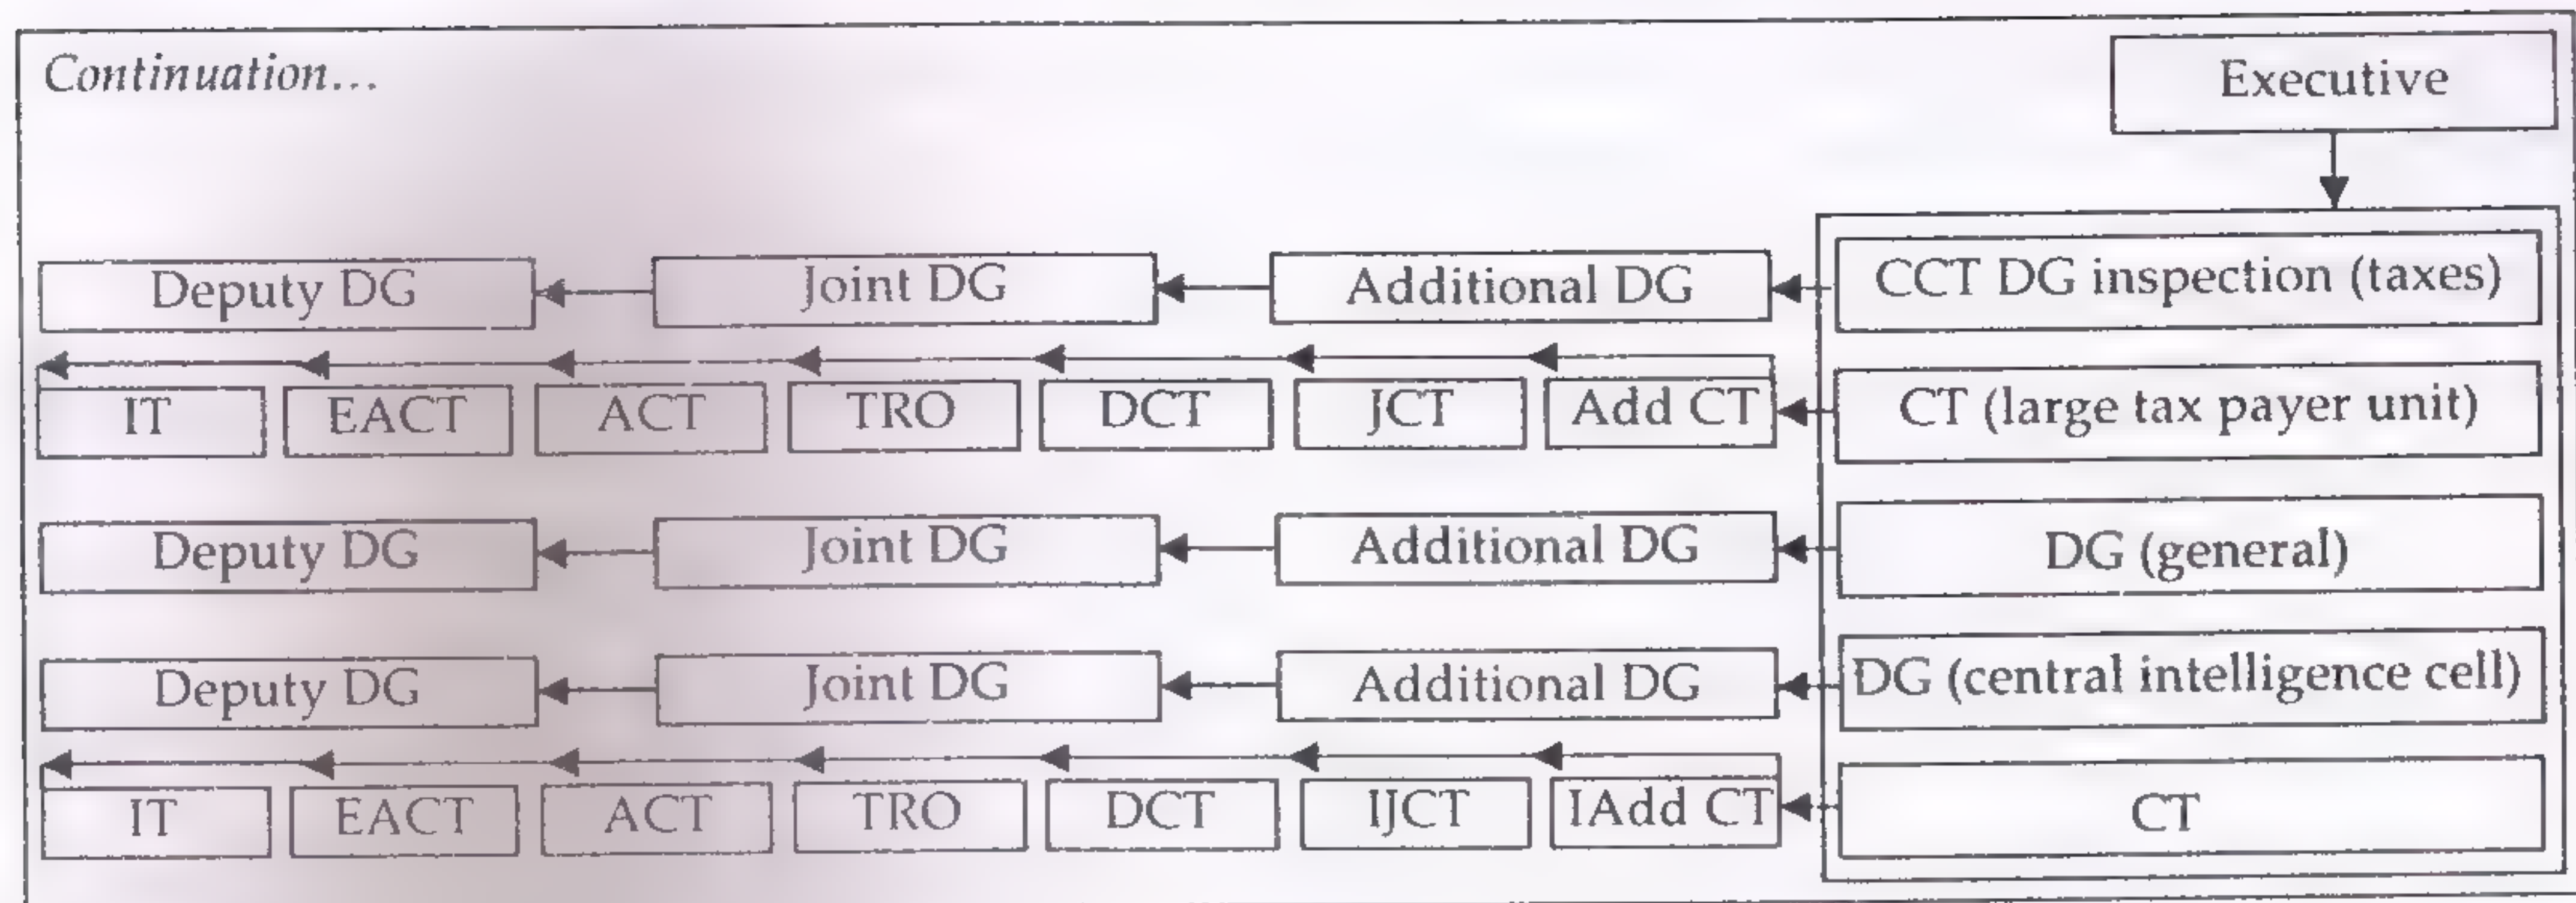 Continuation...
Executive
Deputy DG Joint DG Additional DG CCT DG inspection (taxes)
IT EACT ACT TRO DCT JCT Add CT CT (large tax payer unit)
Deputy DG Joint DG Additional DG DG (general)
Deputy DG Joint DG Additional DG DG (central intelligence cell)
IT EACT ACT TRO DCT IJCT IAdd CT CT